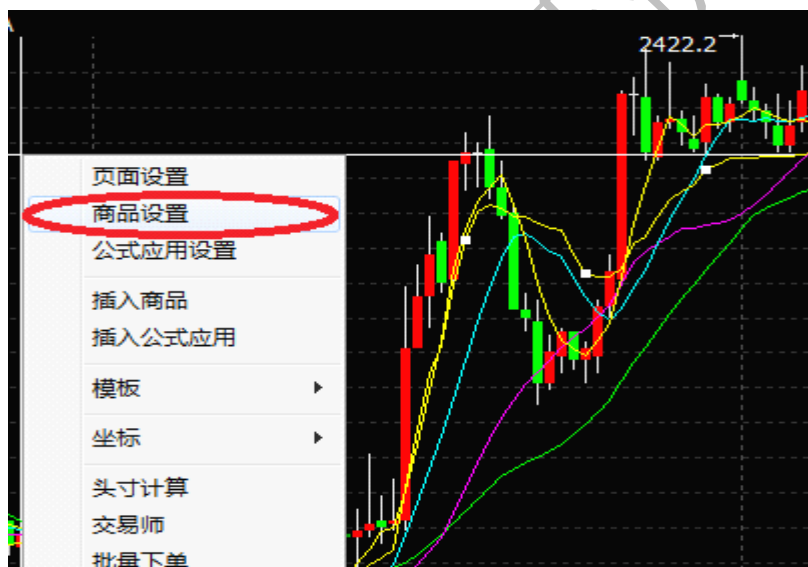 2422.2
页面设置
商品设置
公式应用设置
插入商品
插入公式应用
模板
坐标
头寸计算
交易师
批量下单